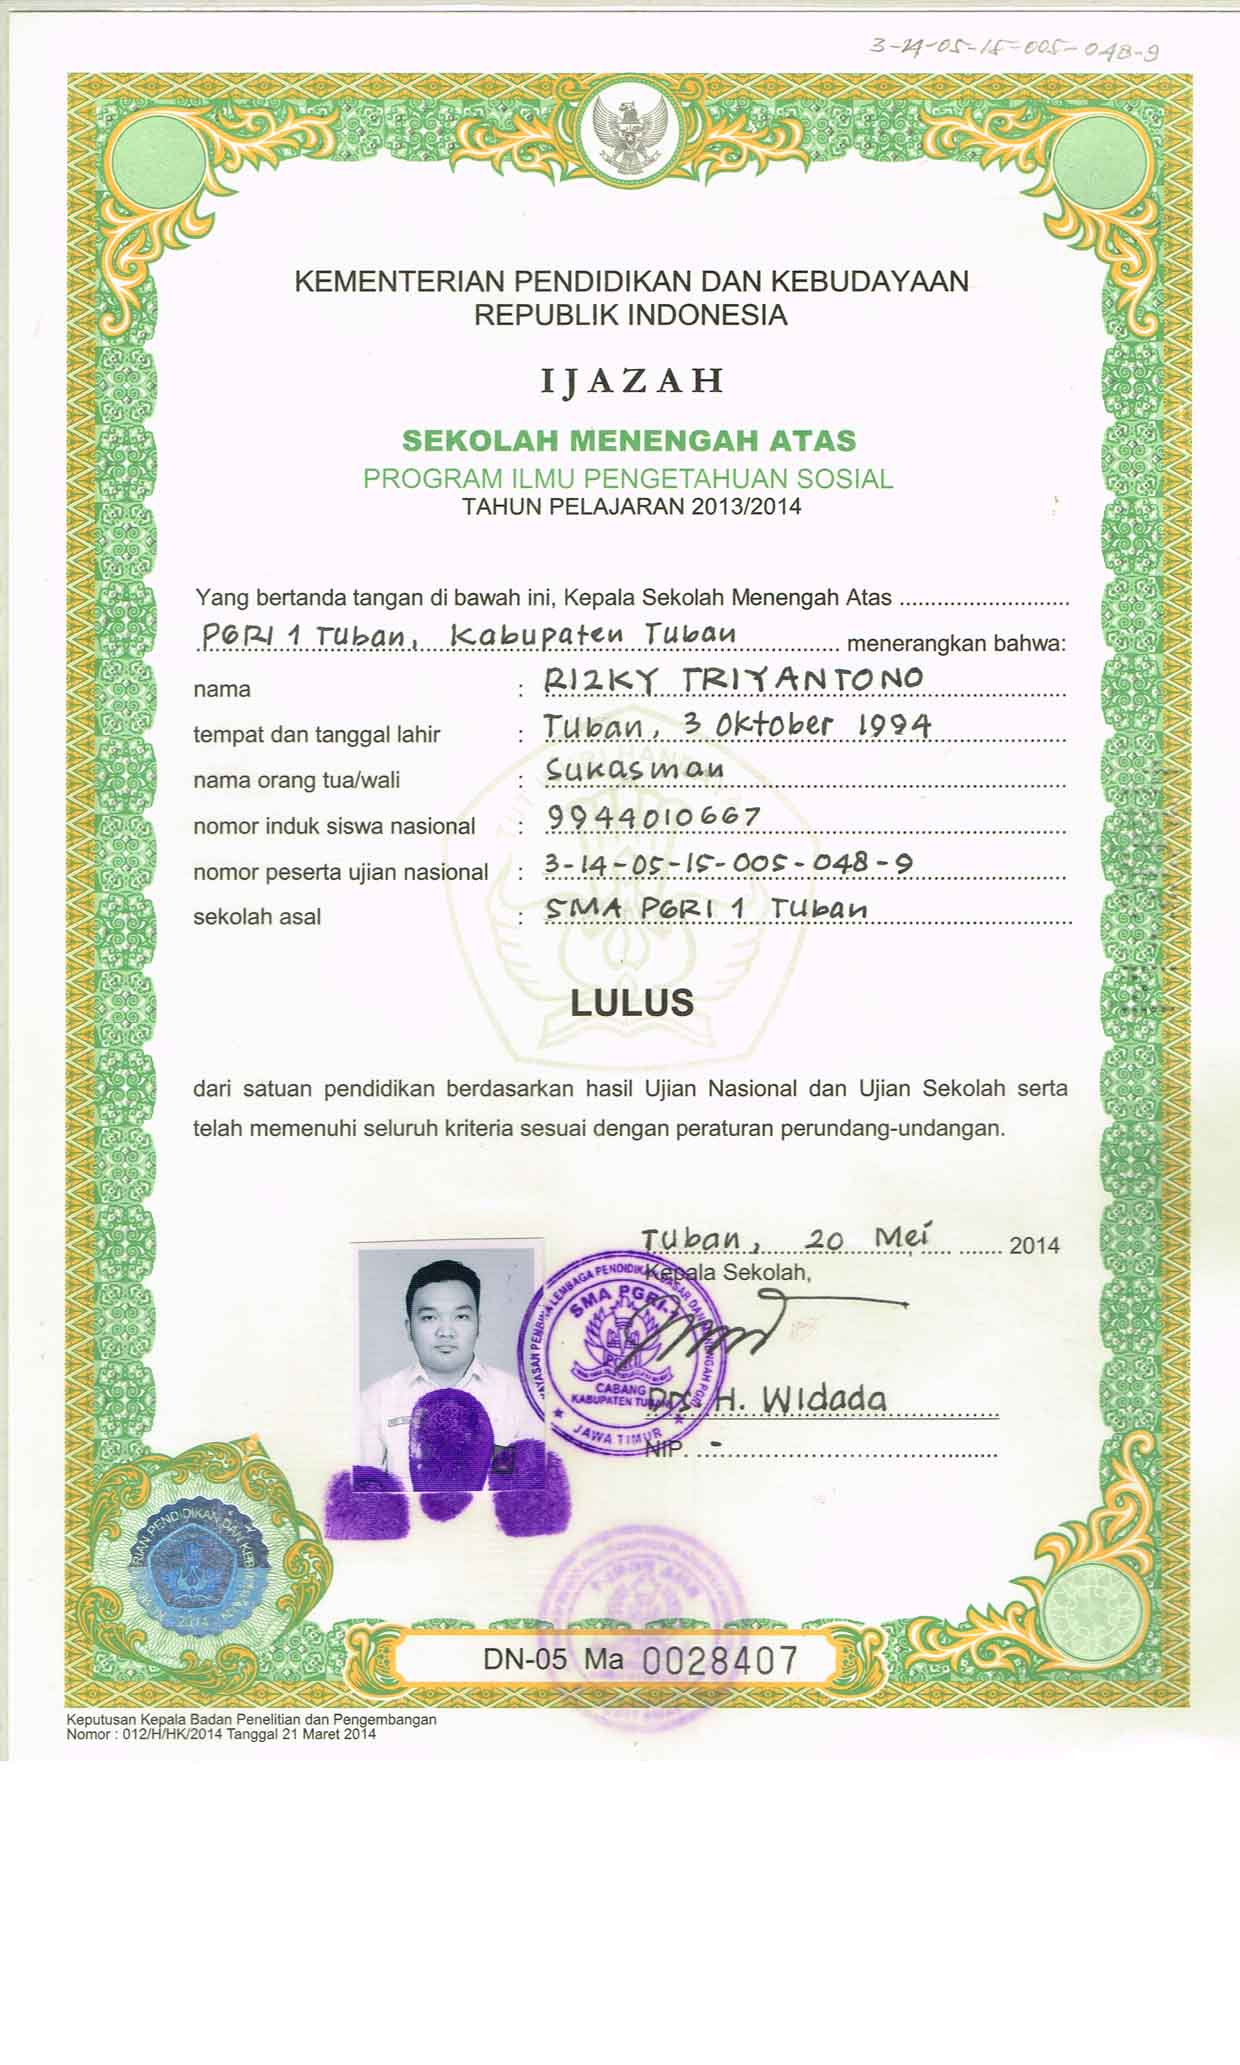 3-14-05-15-005-048-9
KEMENTERIAN PENDIDIKAN DAN KEBUDAYAAN
REPUBLIK INDONESIA
IJAZAH
SEKOLAH MENENGAH ATAS
PROGRAM ILMU PENGETAHUAN SOSIAL
TAHUN PELAJARAN 2013/2014
Yang bertanda tangan di bawah ini, Kepala Sekolah Menengah Atas
PGRI 1 Tuban, Kabupaten Tuban menerangkan bahwa:
nama : RIZKY TRIYANTONO
tempat dan tanggal lahir : Tuban, 3 Oktober 1994
nama orang tua/wali : Sukasman
nomor induk siswa nasional : 9944010667
nomor peserta ujian nasional : 3-14-05-15-005-048-9
sekolah asal : SMA PGRI 1 Tuban
LULUS
dari satuan pendidikan berdasarkan hasil Ujian Nasional dan Ujian Sekolah serta
telah memenuhi seluruh kriteria sesuai dengan peraturan perundang-undangan.
Tuban, 20 Mei 2014
Kepala Sekolah,
SMA PGRI-1
CABANG
KABUPATEN TUBAN
JAWA TIMUR
DRS H. Widada
NIP. -
2014
DN-05 Ma 0028407
Keputusan Kepala Badan Penelitian dan Pengembangan
Nomor : 012/H/HK/2014 Tanggal 21 Maret 2014